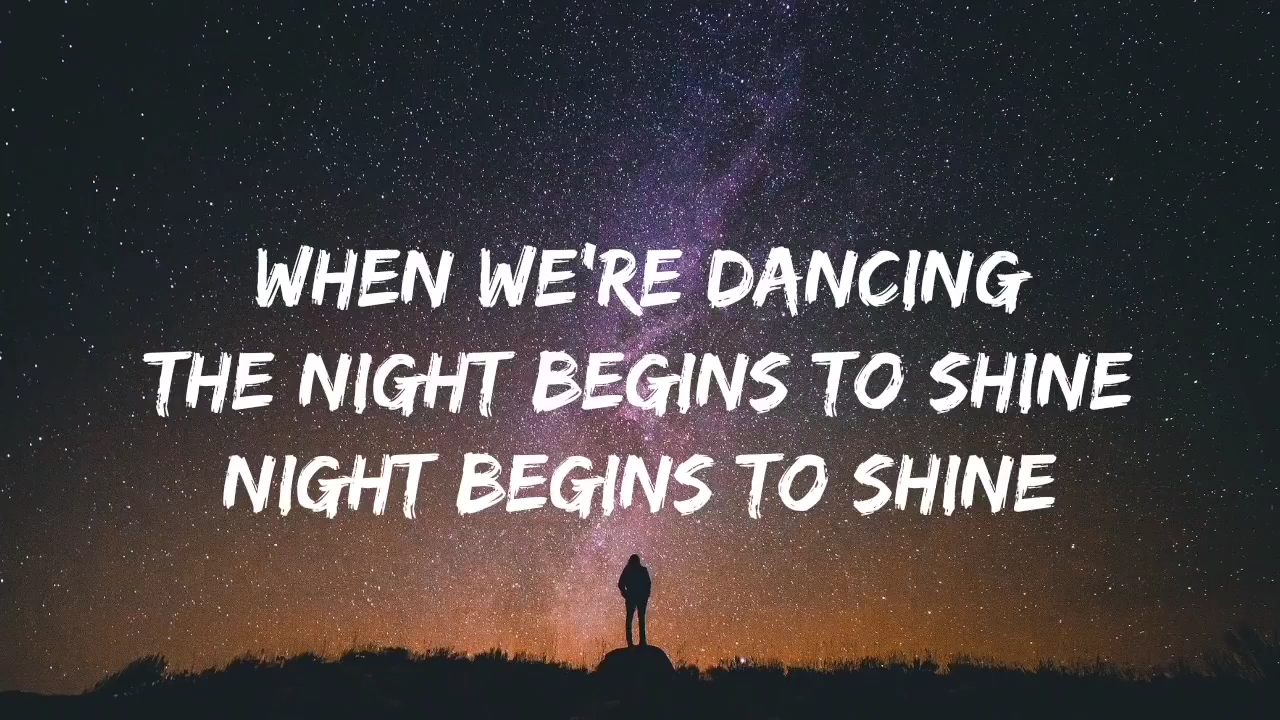 WHEN WE'RE DANCING
THE NIGHT BEGINS TO SHINE
NIGHT BEGINS TO SHINE